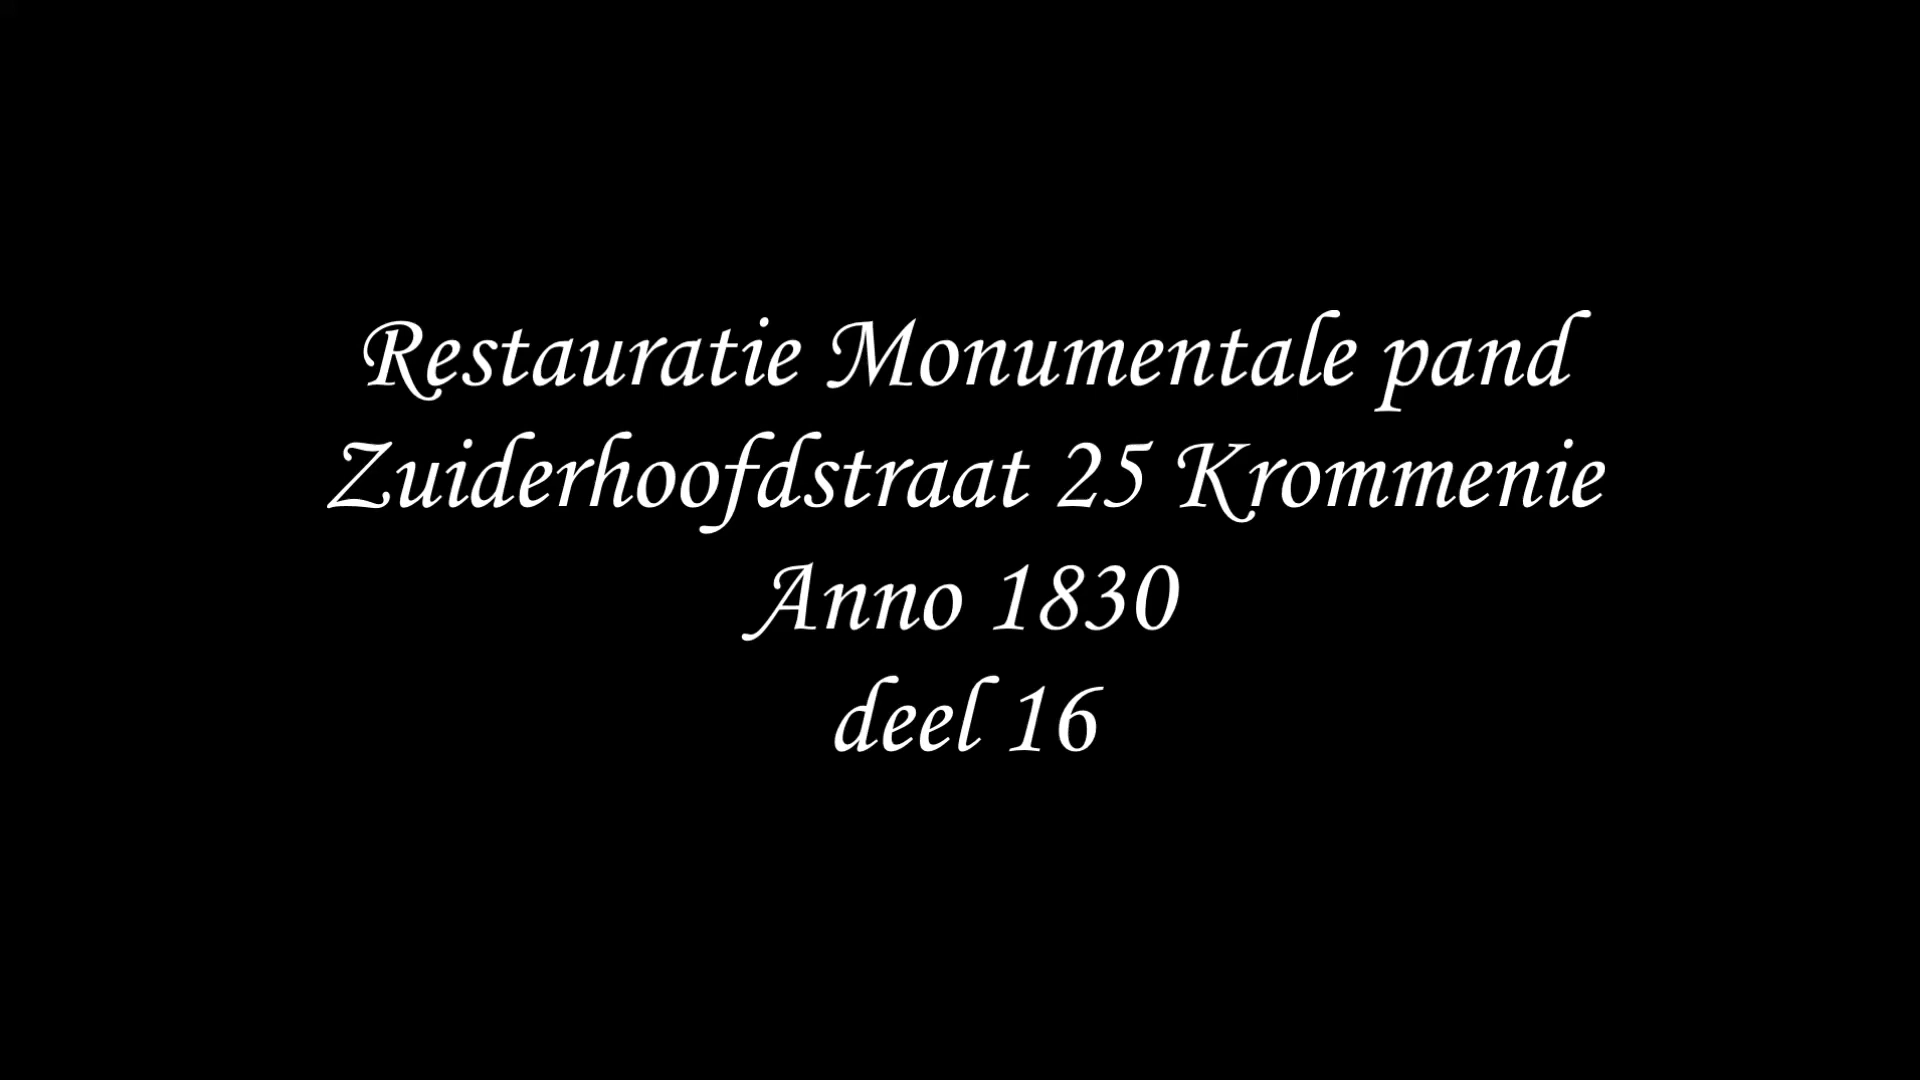 Restauratie Monumentale pand
Zuiderhoofdstraat 25 Krommenie
Anno 1830
deel 16